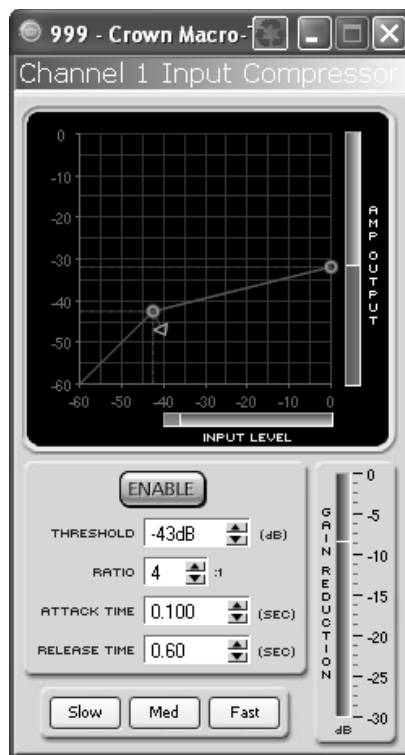 999 - Crown Macro-T
Channel 1 Input Compressor
0
-10
-20
-30
-40
-50
-60
-60 -50 -40 -30 -20 -10 0
AMP OUTPUT
INPUT LEVEL
ENABLE
THRESHOLD -43dB (dB)
RATIO 4 :1
ATTACK TIME 0.100 (SEC)
RELEASE TIME 0.60 (SEC)
Slow Med Fast
GAIN REDUCTION
0
-5
-10
-15
-20
-25
-30
dB